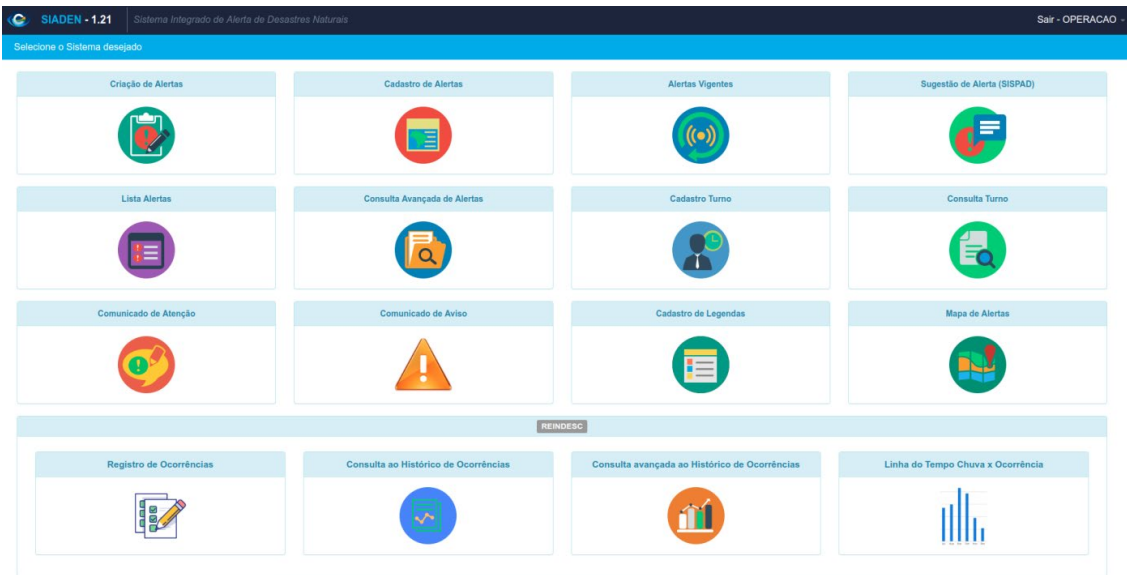 SIADEN - 1.21 Sistema Integrado de Alerta de Desastres Naturais Sair - OPERACAO
Selecione o Sistema desejado
Criação de Alertas Cadastro de Alertas Alertas Vigentes Sugestão de Alerta (SISPAD)
Lista Alertas Consulta Avançada de Alertas Cadastro Turno Consulta Turno
Comunicado de Atenção Comunicado de Aviso Cadastro de Legendas Mapa de Alertas
REINDESC
Registro de Ocorrências Consulta ao Histórico de Ocorrências Consulta avançada ao Histórico de Ocorrências Linha do Tempo Chuva x Ocorrência